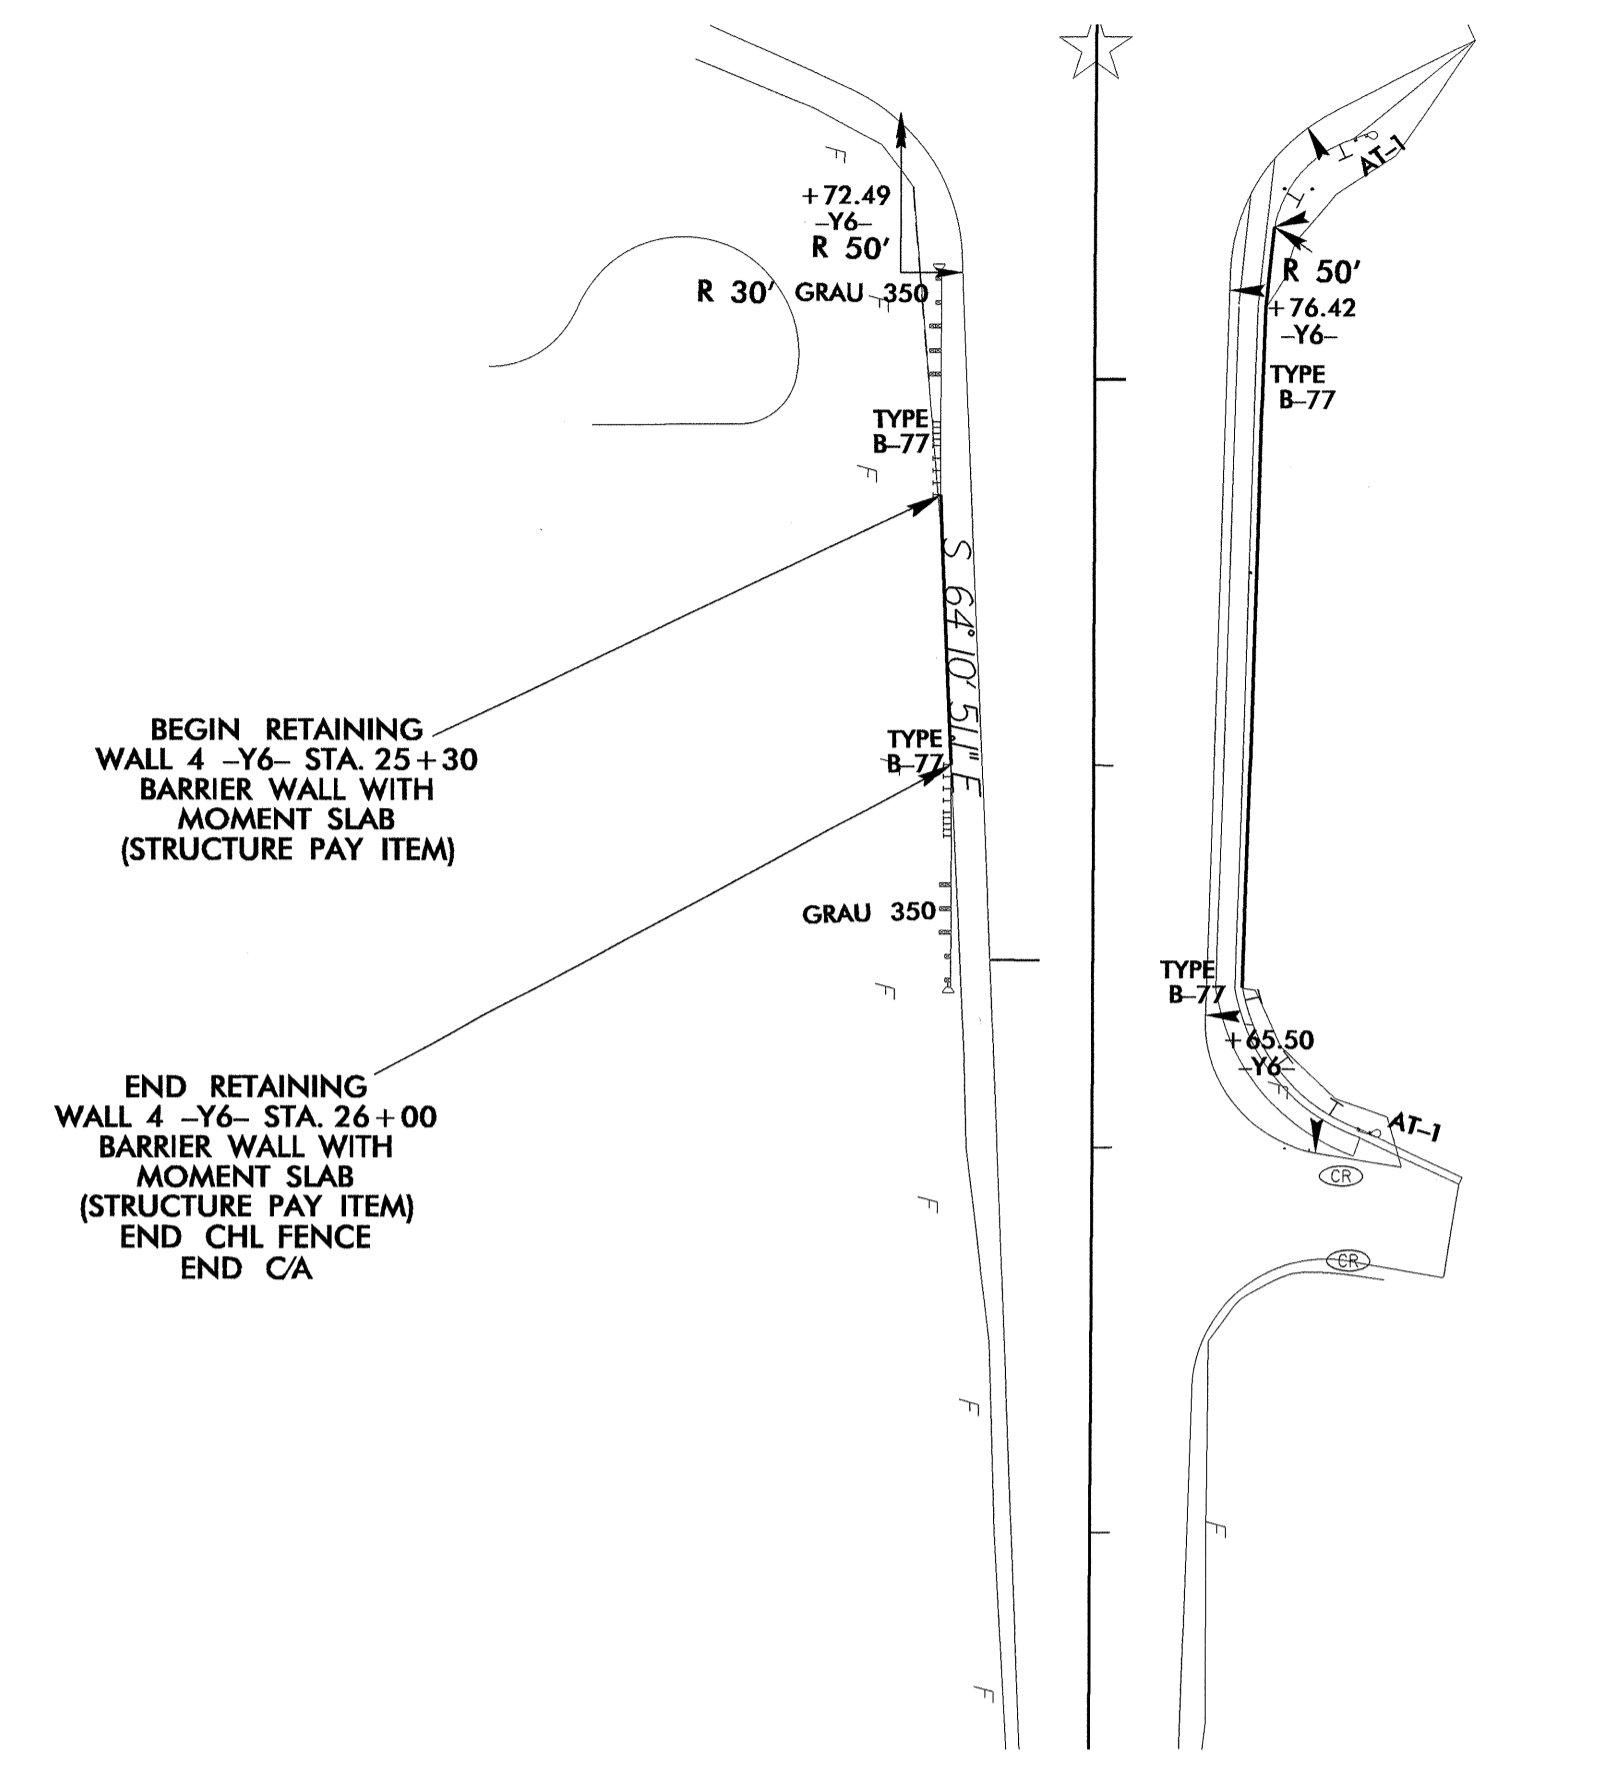 +72.49
–Y6–
R 50'
R 30'
GRAU 350
AT–1
R 50'
+76.42
–Y6–
TYPE
B–77
TYPE
B–77
S 64° 10' 51.1" E
BEGIN RETAINING
WALL 4 –Y6– STA. 25+30
BARRIER WALL WITH
MOMENT SLAB
(STRUCTURE PAY ITEM)
TYPE
B–77
GRAU 350
TYPE
B–77
+65.50
–Y6–
AT–1
END RETAINING
WALL 4 –Y6– STA. 26+00
BARRIER WALL WITH
MOMENT SLAB
(STRUCTURE PAY ITEM)
END CHL FENCE
END C/A
CR
CR
F
F
F
F
F
F
F
F
F
F